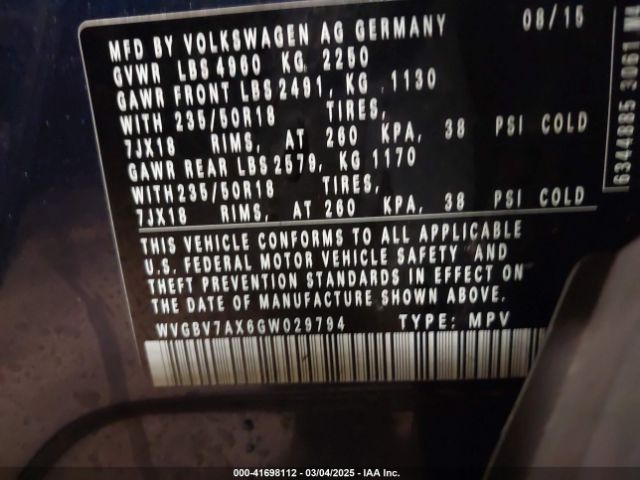 MFD BY VOLKSWAGEN AG GERMANY 08/15
GVWR LBS 4960 KG 2250
GAWR FRONT LBS 2491, KG 1130
WITH 235/50R18 TIRES,
7JX18 RIMS, AT 260 KPA, 38 PSI COLD
GAWR REAR LBS 2579, KG 1170
WITH 235/50R18 TIRES,
7JX18 RIMS, AT 260 KPA, 38 PSI COLD
THIS VEHICLE CONFORMS TO ALL APPLICABLE
U.S. FEDERAL MOTOR VEHICLE SAFETY AND
THEFT PREVENTION STANDARDS IN EFFECT ON
THE DATE OF MANUFACTURE SHOWN ABOVE.
WVGBV7AX6GW029794 TYPE: MPV
6344885 3061
000-41698112 — 03/04/2025 — IAA Inc.